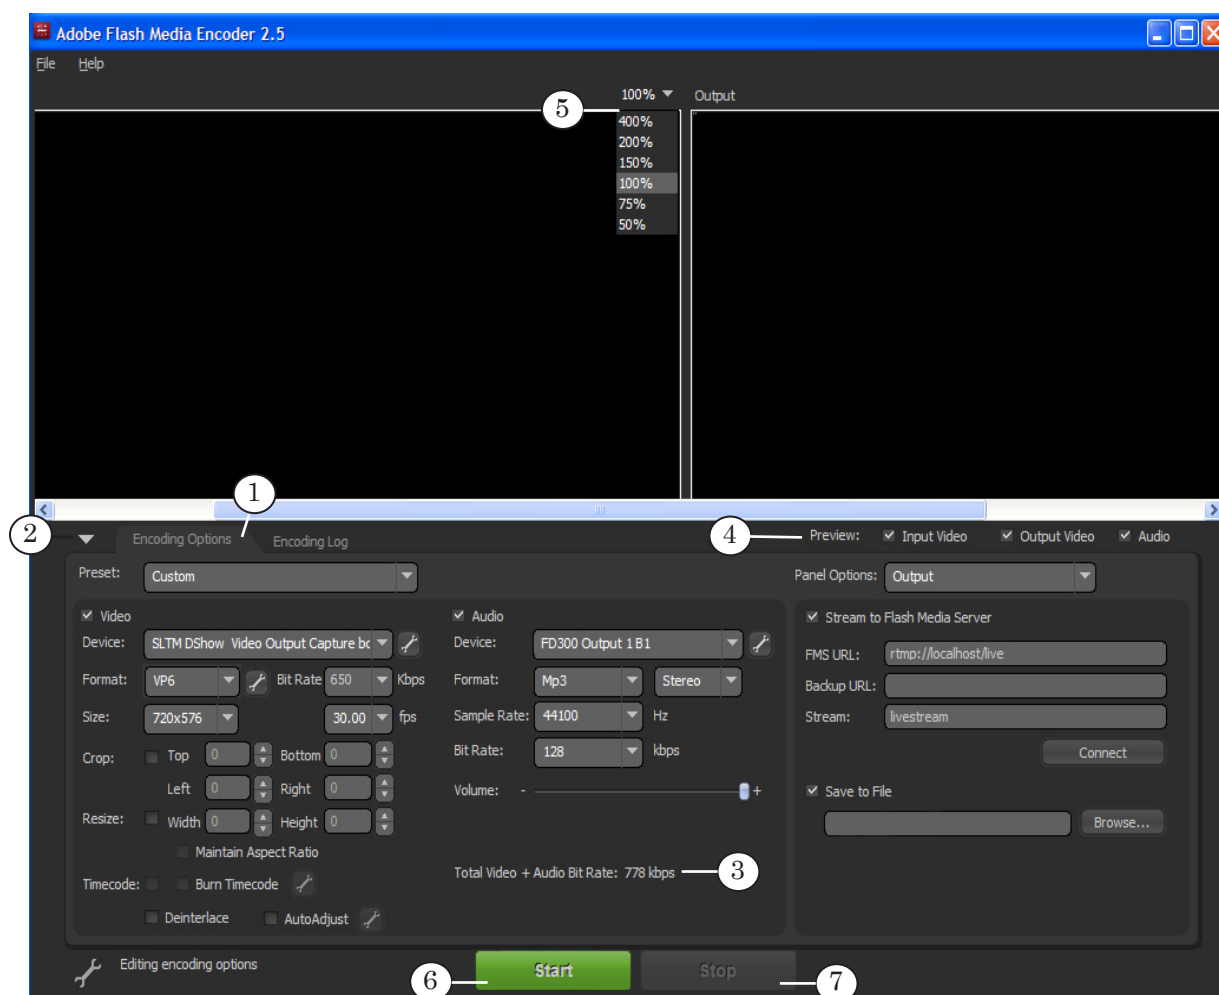 Adobe Flash Media Encoder 2.5
File Help
100% Output
5
400%
200%
150%
100%
75%
50%
1
2 Encoding Options Encoding Log 4 Preview: Input Video Output Video Audio
Preset: Custom Panel Options: Output
Video Audio Stream to Flash Media Server
Device: SLTM DShow Video Output Capture bo Device: FD300 Output 1 B1
FMS URL: rtmp://localhost/live
Format: VP6 Bit Rate 650 Kbps Format: Mp3 Stereo Backup URL:
Size: 720x576 30.00 fps Sample Rate: 44100 Hz Stream: livestream
Crop: Top 0 Bottom 0 Bit Rate: 128 kbps Connect
Left 0 Right 0 Volume: - + Save to File
Resize: Width 0 Height 0 Browse...
Maintain Aspect Ratio
Total Video + Audio Bit Rate: 778 kbps 3
Timecode: Burn Timecode
Deinterlace AutoAdjust
Editing encoding options 6 Start Stop 7